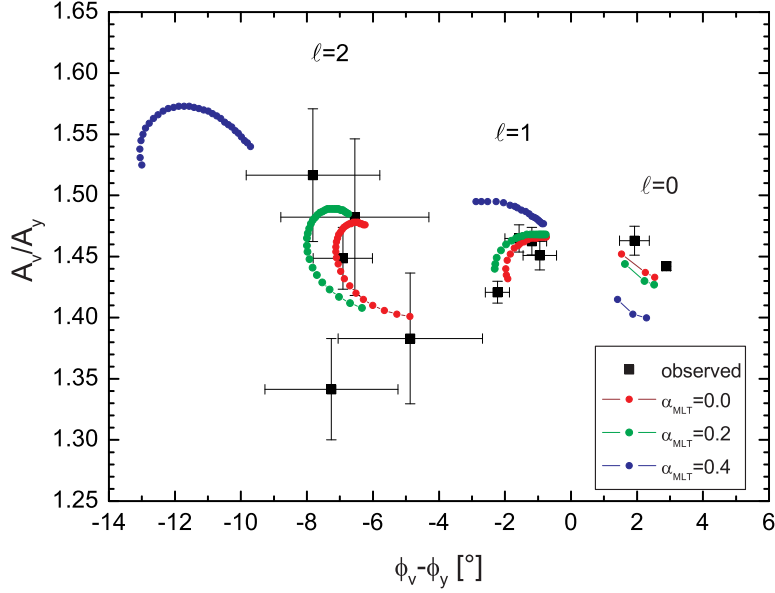 1.65
1.60
1.55
1.50
1.45
1.40
1.35
1.30
1.25
A_v/A_y
ℓ=2
ℓ=1
ℓ=0
observed
α_MLT=0.0
α_MLT=0.2
α_MLT=0.4
-14 -12 -10 -8 -6 -4 -2 0 2 4 6
ϕ_v-ϕ_y [°]